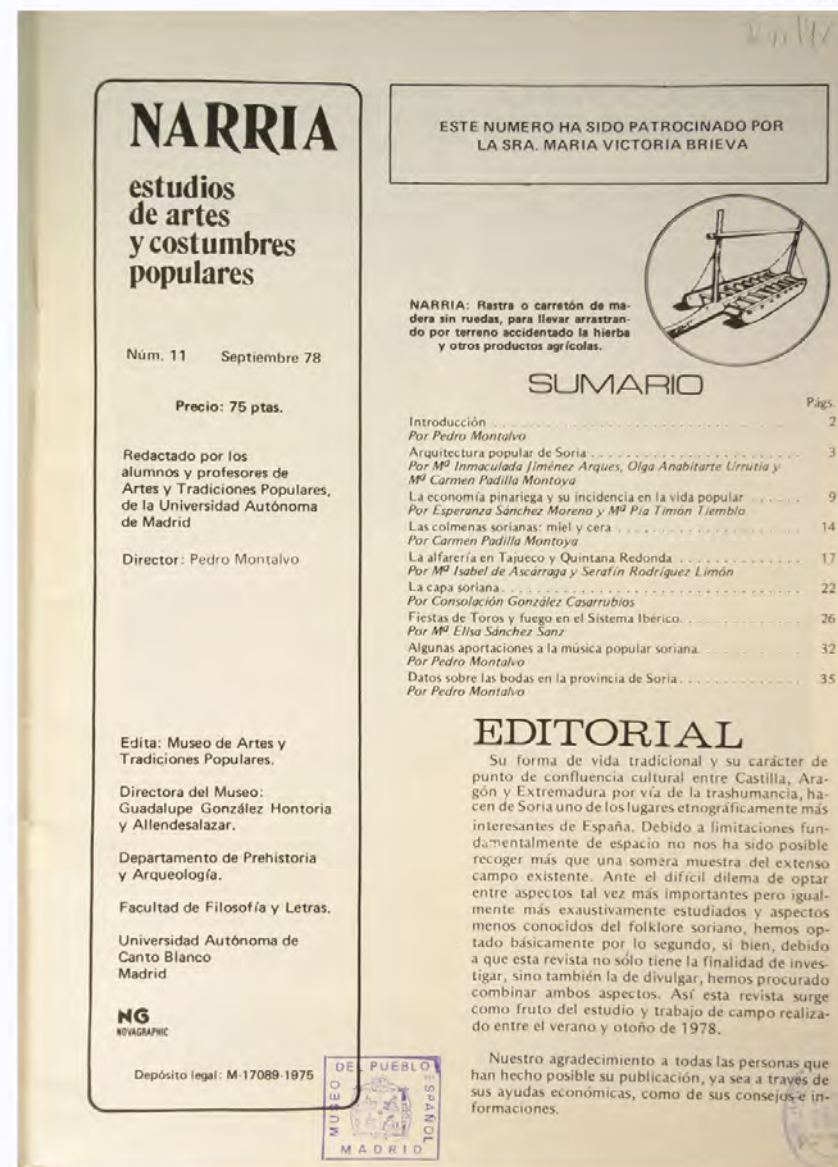 NARRIA
estudios
de artes
y costumbres
populares
Núm. 11 Septiembre 78
Precio: 75 ptas.
Redactado por los
alumnos y profesores de
Artes y Tradiciones Populares,
de la Universidad Autónoma
de Madrid
Director: Pedro Montalvo
Edita: Museo de Artes y
Tradiciones Populares.
Directora del Museo:
Guadalupe González Hontoria
y Allendesalazar.
Departamento de Prehistoria
y Arqueología.
Facultad de Filosofía y Letras.
Universidad Autónoma de
Canto Blanco
Madrid
NG
NOVAGRAPHIC
Depósito legal: M-17089-1975
MUSEO DEL PUEBLO ESPAÑOL
MADRID
ESTE NUMERO HA SIDO PATROCINADO POR
LA SRA. MARIA VICTORIA BRIEVA
NARRIA: Rastra o carretón de ma-
dera sin ruedas, para llevar arrastran-
do por terreno accidentado la hierba
y otros productos agrícolas.
SUMARIO
Págs.
Introducción 2
Por Pedro Montalvo
Arquitectura popular de Soria 3
Por Mª Inmaculada Jiménez Arques, Olga Anabitarte Urrutia y
Mª Carmen Padilla Montoya
La economía pinariega y su incidencia en la vida popular 9
Por Esperanza Sánchez Moreno y Mª Pia Timón Tiemblo
Las colmenas sorianas: miel y cera 14
Por Carmen Padilla Montoya
La alfarería en Tajueco y Quintana Redonda 17
Por Mª Isabel de Ascárraga y Serafín Rodríguez Limón
La capa soriana 22
Por Consolación González Casarrubios
Fiestas de Toros y fuego en el Sistema Ibérico 26
Por Mª Elisa Sánchez Sanz
Algunas aportaciones a la música popular soriana 32
Por Pedro Montalvo
Datos sobre las bodas en la provincia de Soria 35
Por Pedro Montalvo
EDITORIAL
Su forma de vida tradicional y su carácter de
punto de confluencia cultural entre Castilla, Ara-
gón y Extremadura por vía de la trashumancia, ha-
cen de Soria uno de los lugares etnográficamente más
interesantes de España. Debido a limitaciones fun-
damentalmente de espacio no nos ha sido posible
recoger más que una somera muestra del extenso
campo existente. Ante el difícil dilema de optar
entre aspectos tal vez más importantes pero igual-
mente más exaustivamente estudiados y aspectos
menos conocidos del folklore soriano, hemos op-
tado básicamente por lo segundo, si bien, debido
a que esta revista no sólo tiene la finalidad de inves-
tigar, sino también la de divulgar, hemos procurado
combinar ambos aspectos. Así esta revista surge
como fruto del estudio y trabajo de campo realiza-
do entre el verano y otoño de 1978.
Nuestro agradecimiento a todas las personas que
han hecho posible su publicación, ya sea a través de
sus ayudas económicas, como de sus consejos e in-
formaciones.